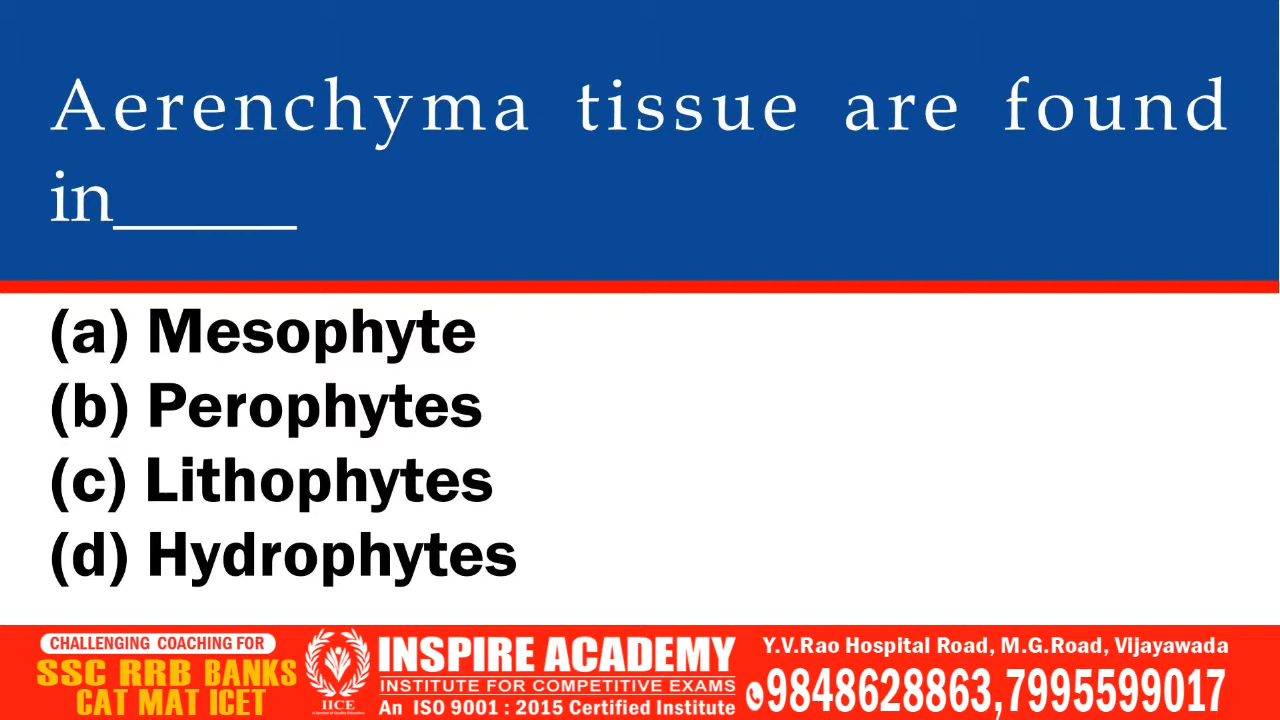 Aerenchyma tissue are found
in_____
(a) Mesophyte
(b) Perophytes
(c) Lithophytes
(d) Hydrophytes
CHALLENGING COACHING FOR
SSC RRB BANKS
CAT MAT ICET
IICE
INSPIRE ACADEMY
INSTITUTE FOR COMPETITIVE EXAMS
An ISO 9001 : 2015 Certified Institute
Y.V.Rao Hospital Road, M.G.Road, Vijayawada
9848628863,7995599017